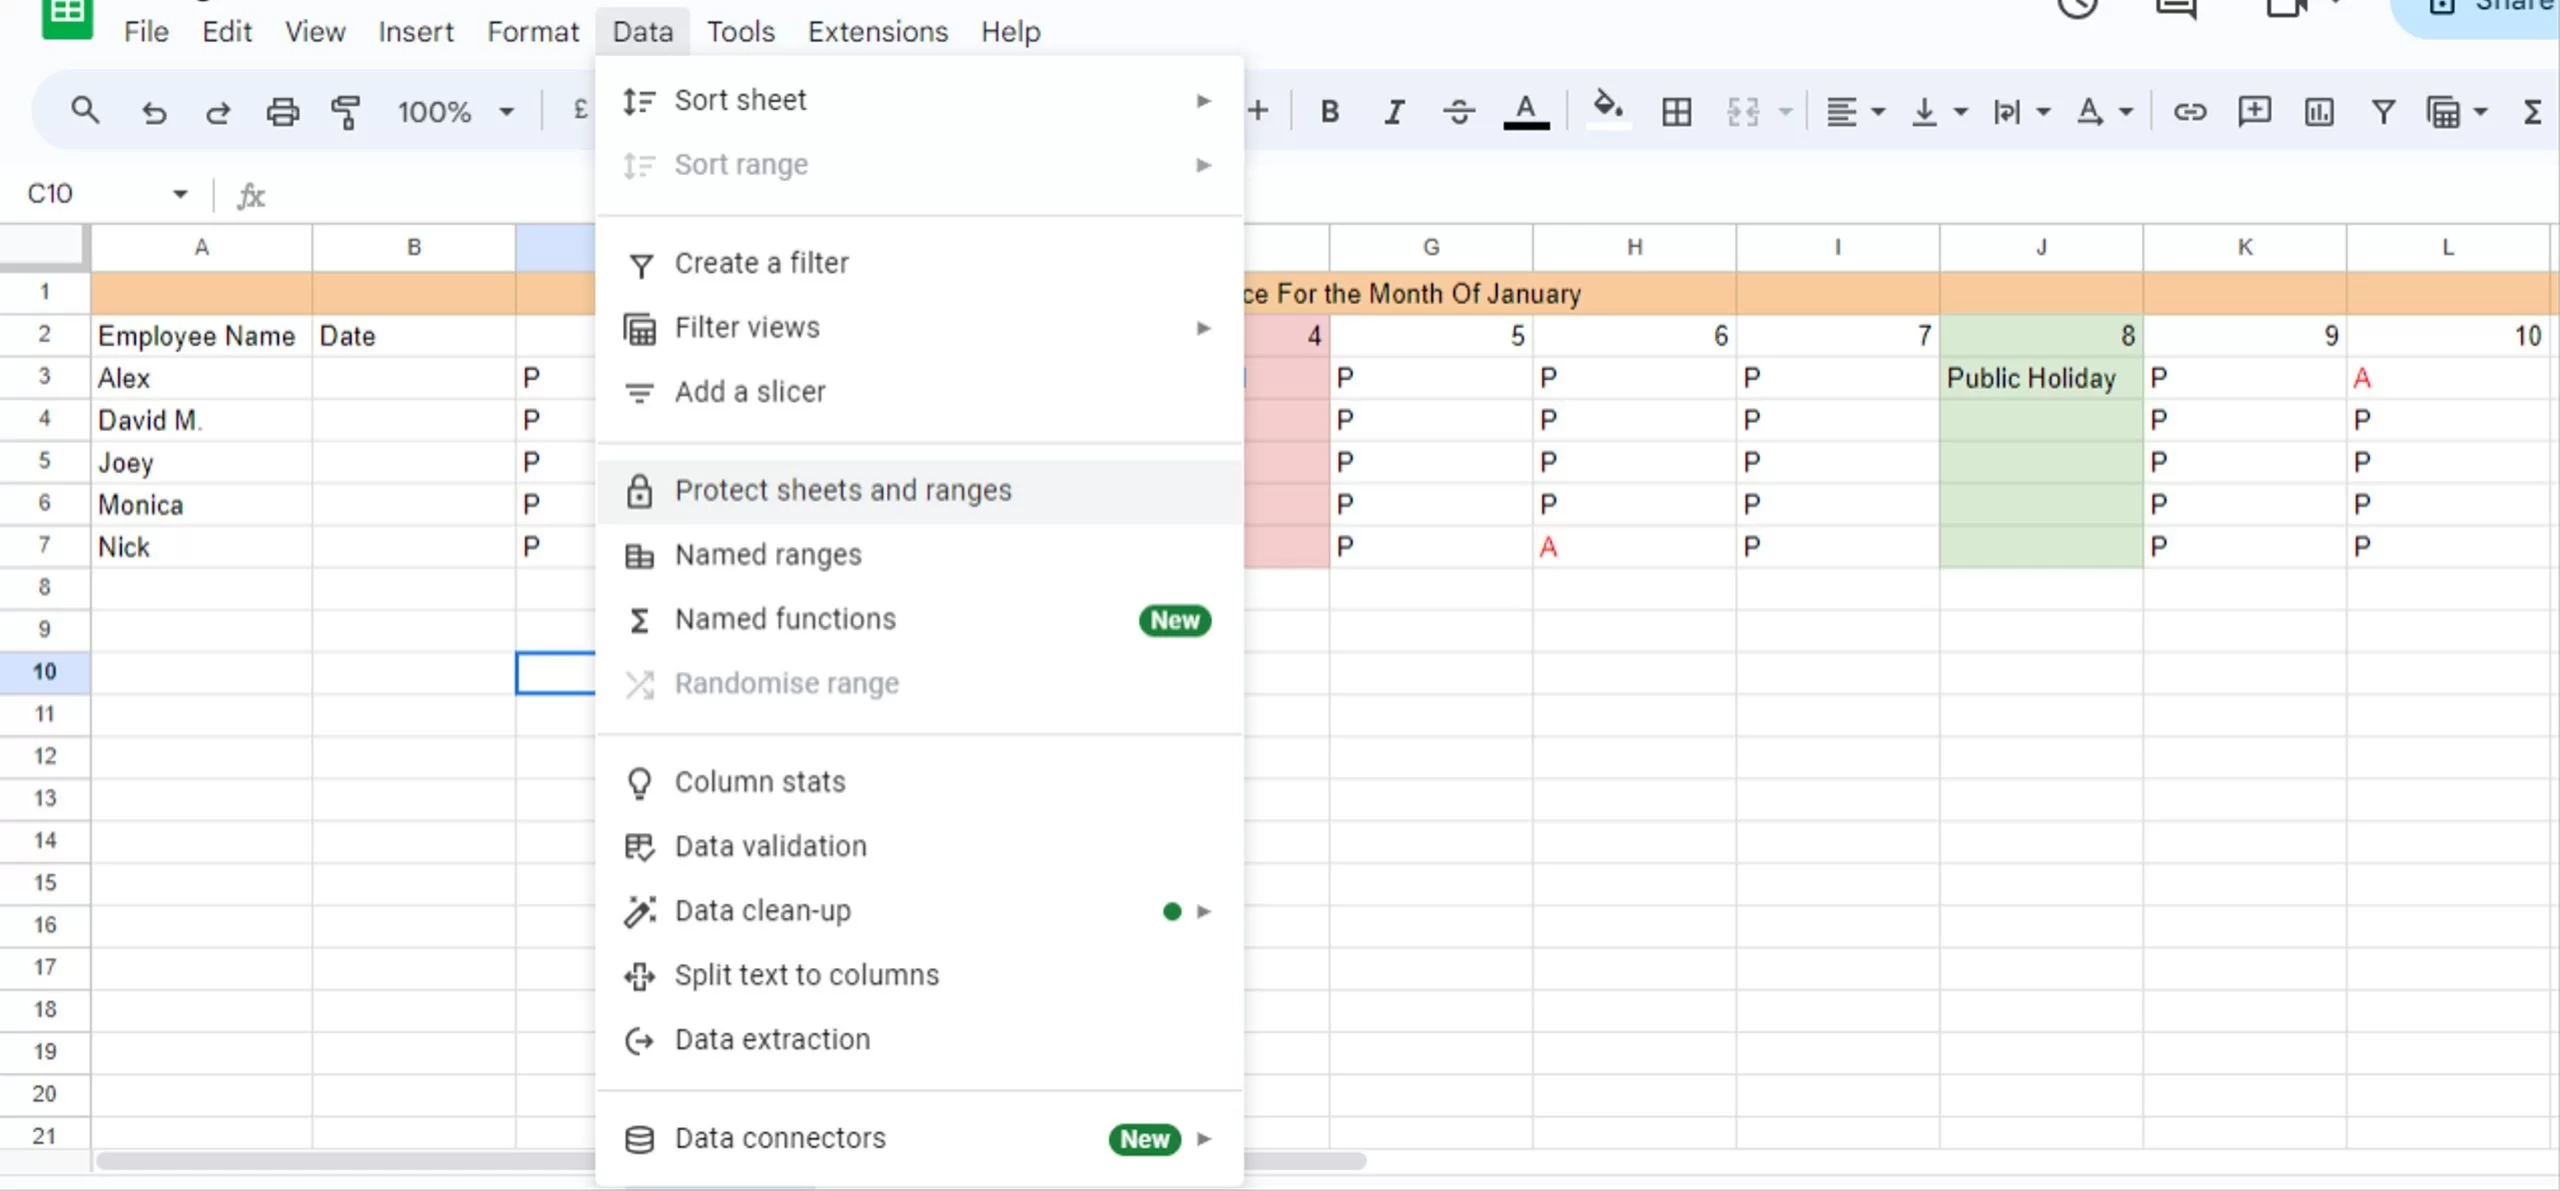 Share
File Edit View Insert Format Data Tools Extensions Help
100% £ B I A A Σ
C10 fx
A B G H I J K L
1 ce For the Month Of January
2 Employee Name Date 4 5 6 7 8 9 10
3 Alex P P P P Public Holiday P A
4 David M. P P P P P P
5 Joey P P P P P P
6 Monica P P P P P P
7 Nick P P A P P P
8
9
10
11
12
13
14
15
16
17
18
19
20
21
Sort sheet
Sort range
Create a filter
Filter views
Add a slicer
Protect sheets and ranges
Named ranges
Named functions New
Randomise range
Column stats
Data validation
Data clean-up
Split text to columns
Data extraction
Data connectors New